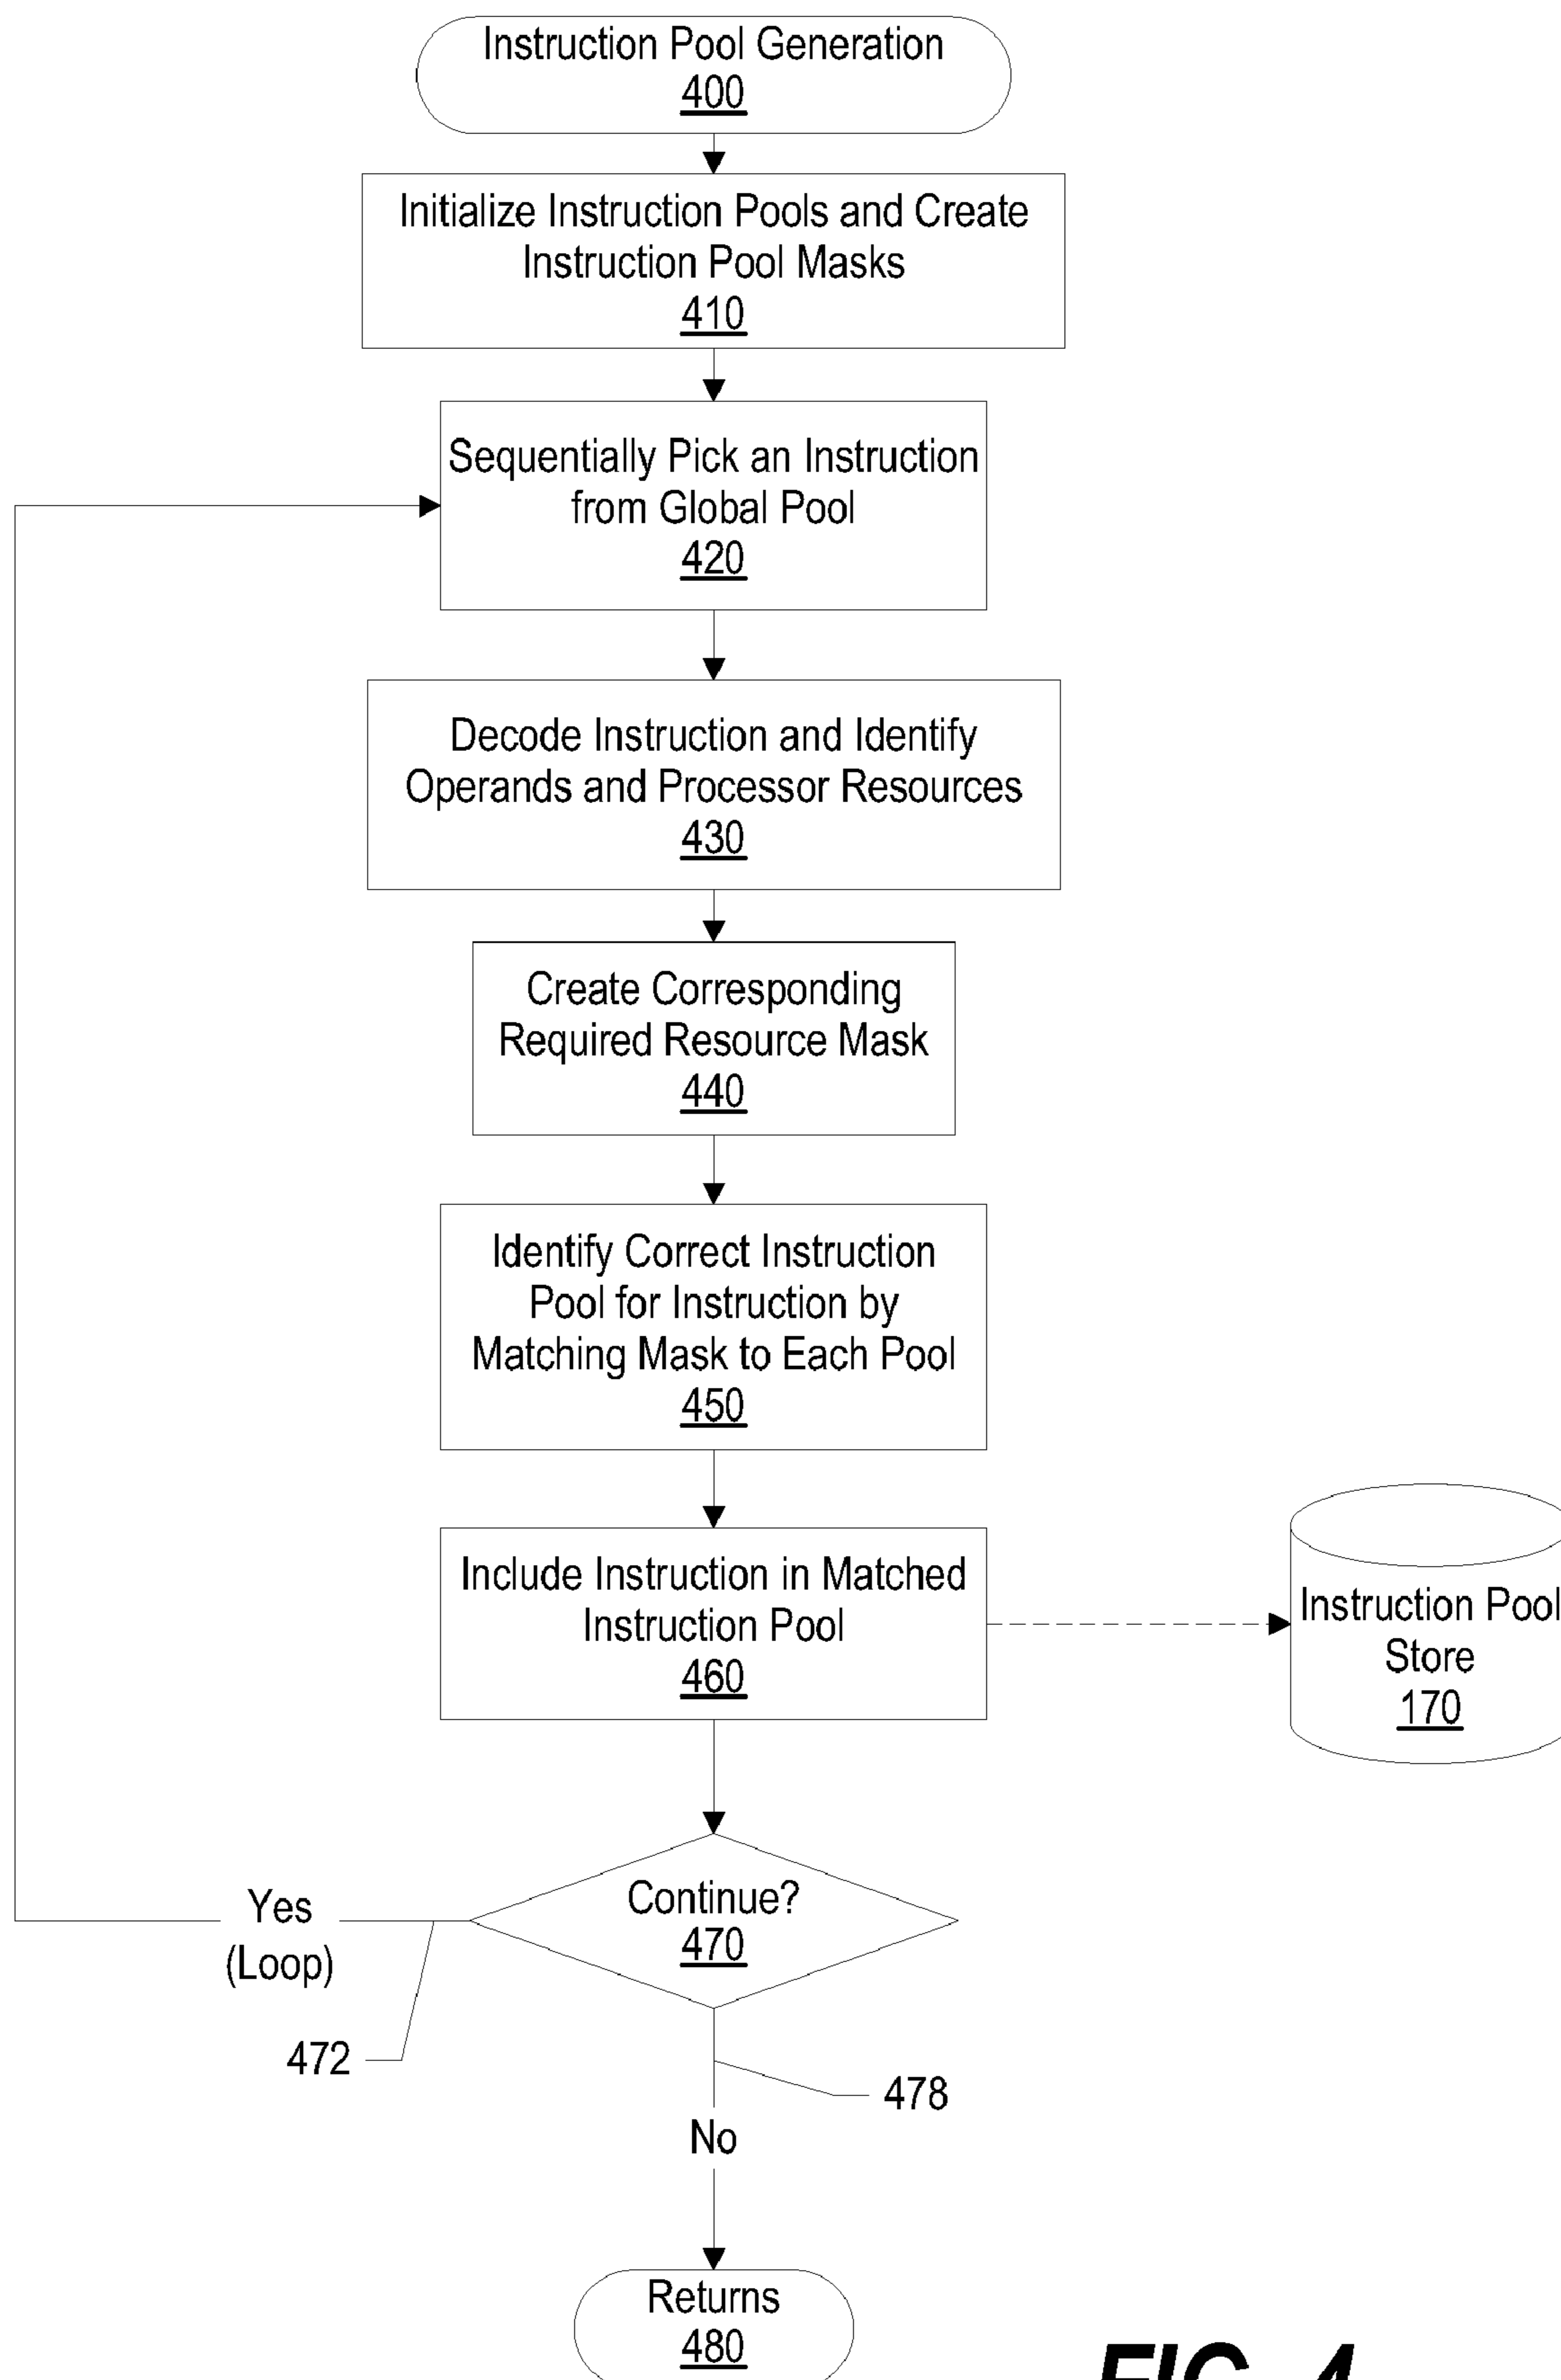 Instruction Pool Generation
400
Initialize Instruction Pools and Create
Instruction Pool Masks
410
Sequentially Pick an Instruction
from Global Pool
420
Decode Instruction and Identify
Operands and Processor Resources
430
Create Corresponding
Required Resource Mask
440
Identify Correct Instruction
Pool for Instruction by
Matching Mask to Each Pool
450
Include Instruction in Matched
Instruction Pool
460
Instruction Pool
Store
170
Continue?
470
Yes
(Loop)
472
478
No
Returns
480
FIG. 4